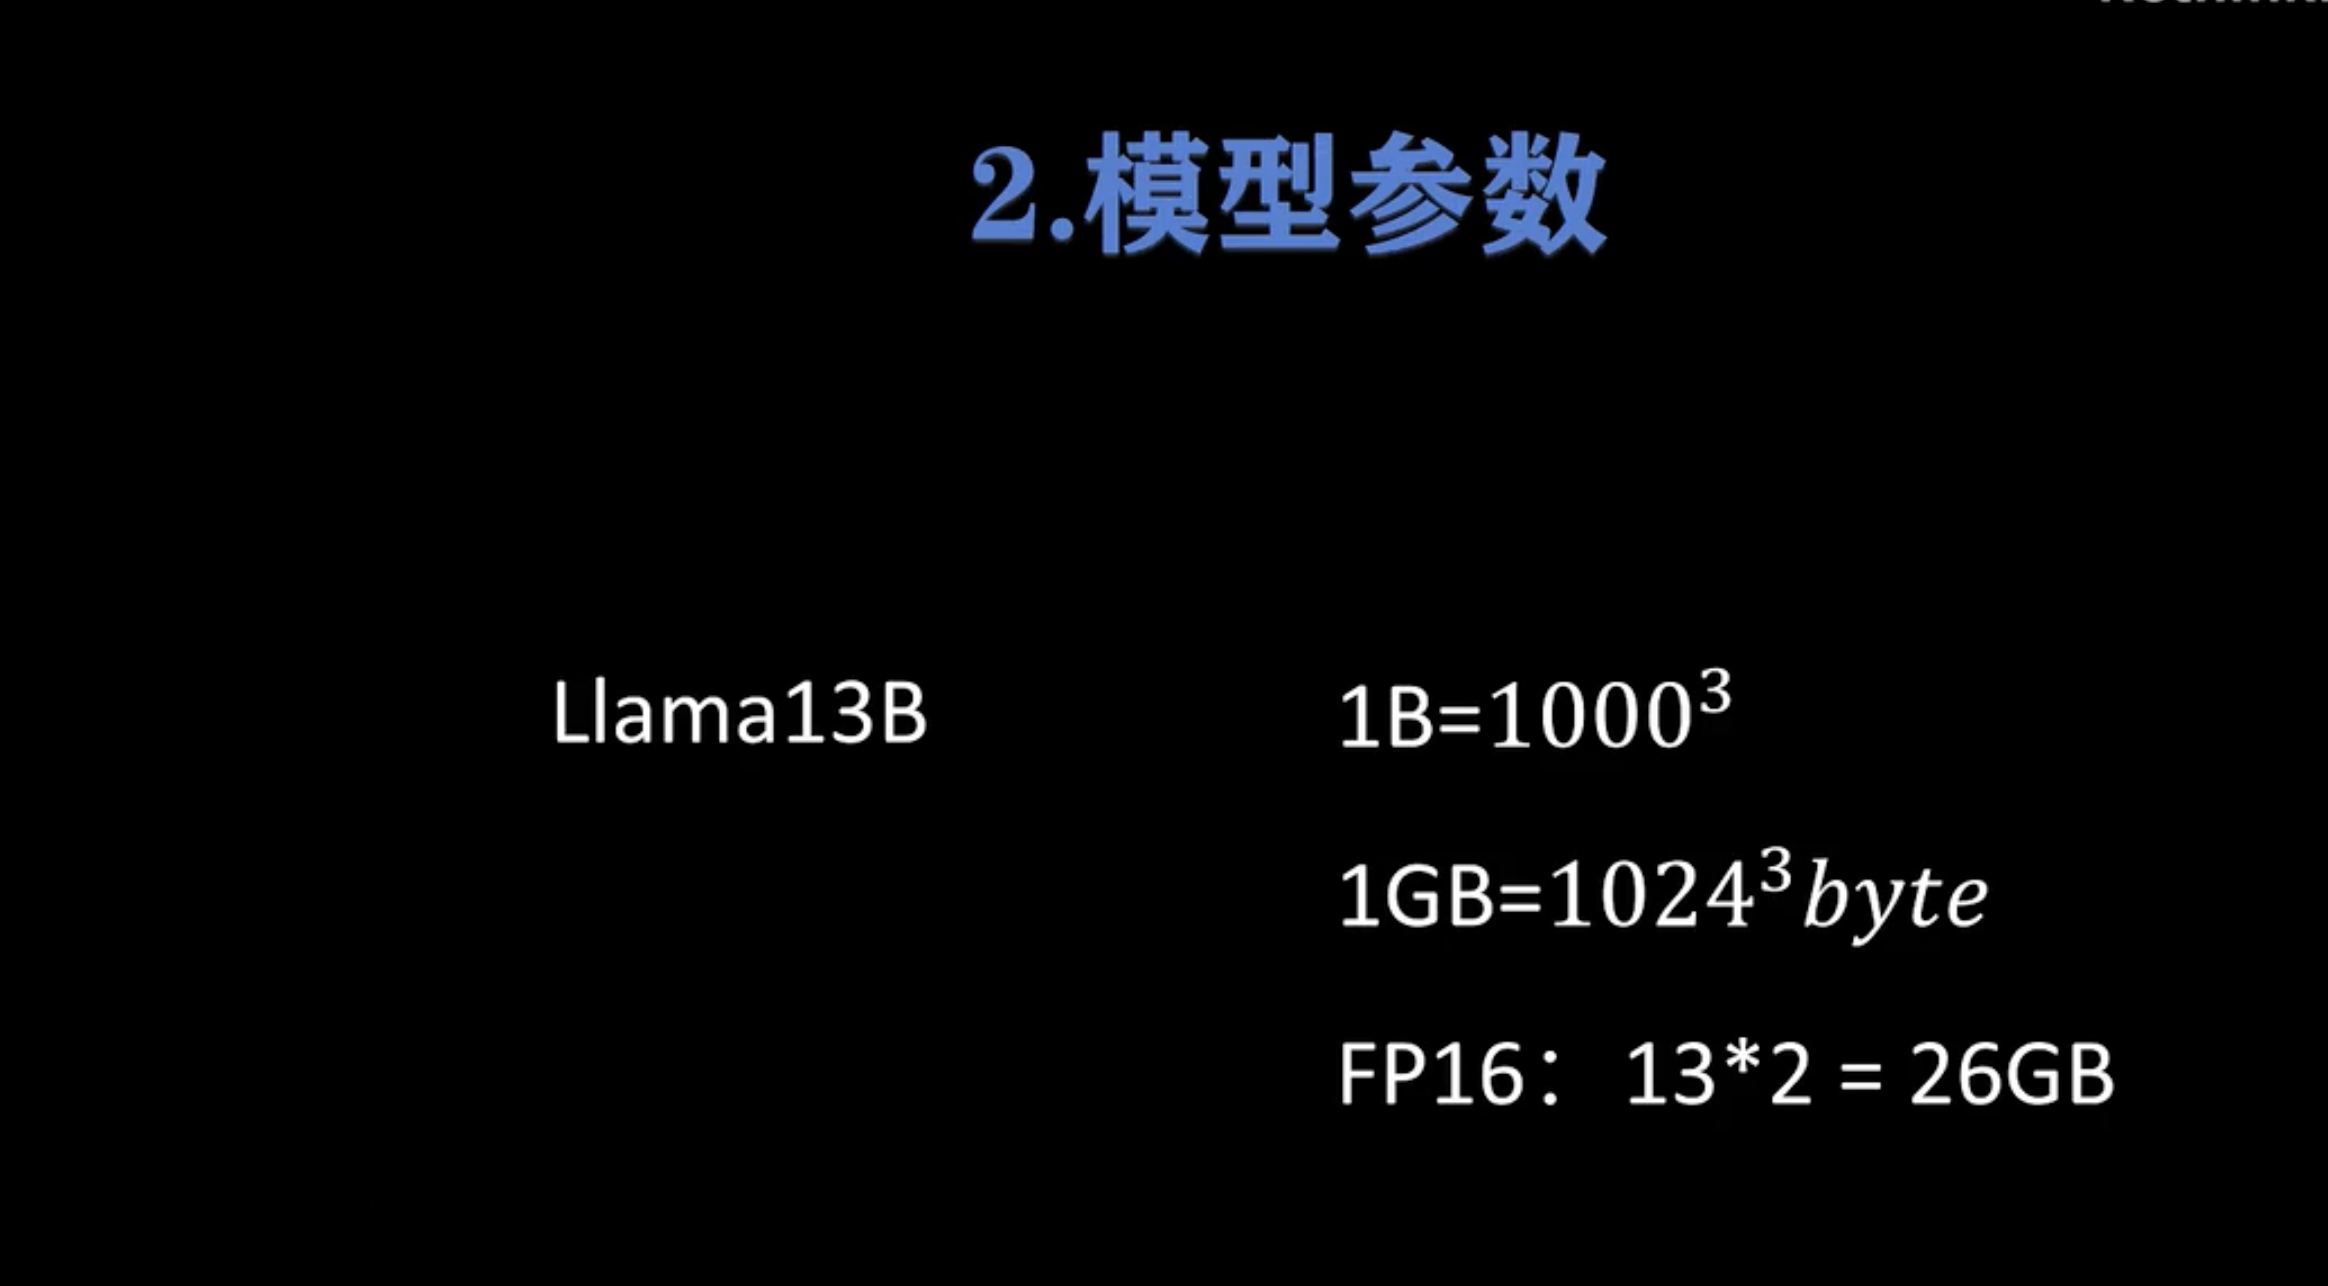 2.模型参数
Llama13B
1B=1000³
1GB=1024³byte
FP16：13*2 = 26GB